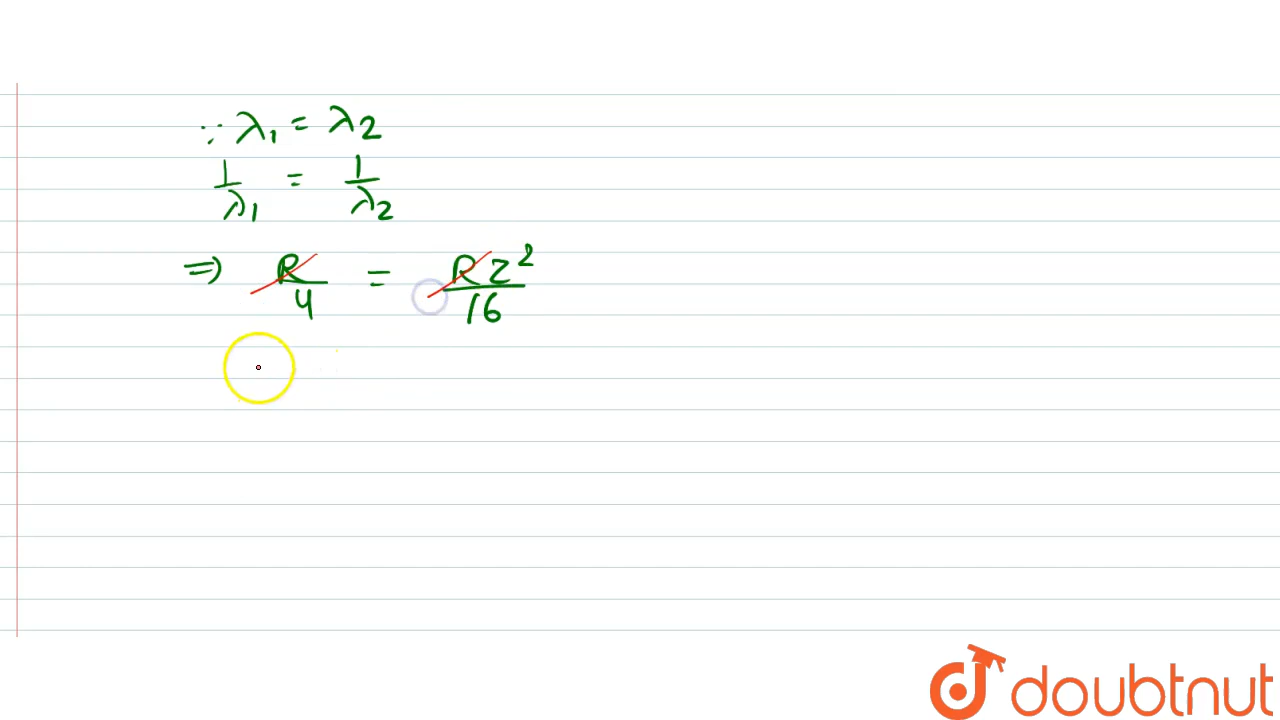 ∵ λ₁ = λ₂
1/λ₁ = 1/λ₂
⇒ R/4 = RZ²/16
doubtnut